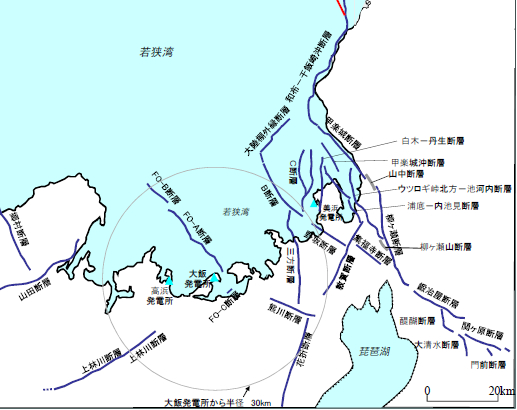 若狭湾
和布－干飯崎沖断層
大陸棚外縁断層
甲楽城断層
白木ー丹生断層
甲楽城沖断層
山中断層
ウツロギ峠北方ー池河内断層
浦底ー内池見断層
C断層
B断層
FO-B断層
FO-A断層
若狭湾
美浜
発電所
柳ヶ瀬断層
柳ヶ瀬山断層
郷村断層
山田断層
三方断層
敦賀断層
集福寺断層
大飯
発電所
高浜
発電所
FO-C断層
熊川断層
鍛冶屋断層
関ヶ原断層
醍醐断層
大清水断層
門前断層
上林川断層
上林川断層
花折断層
琵琶湖
大飯発電所から半径 30km
0 20km